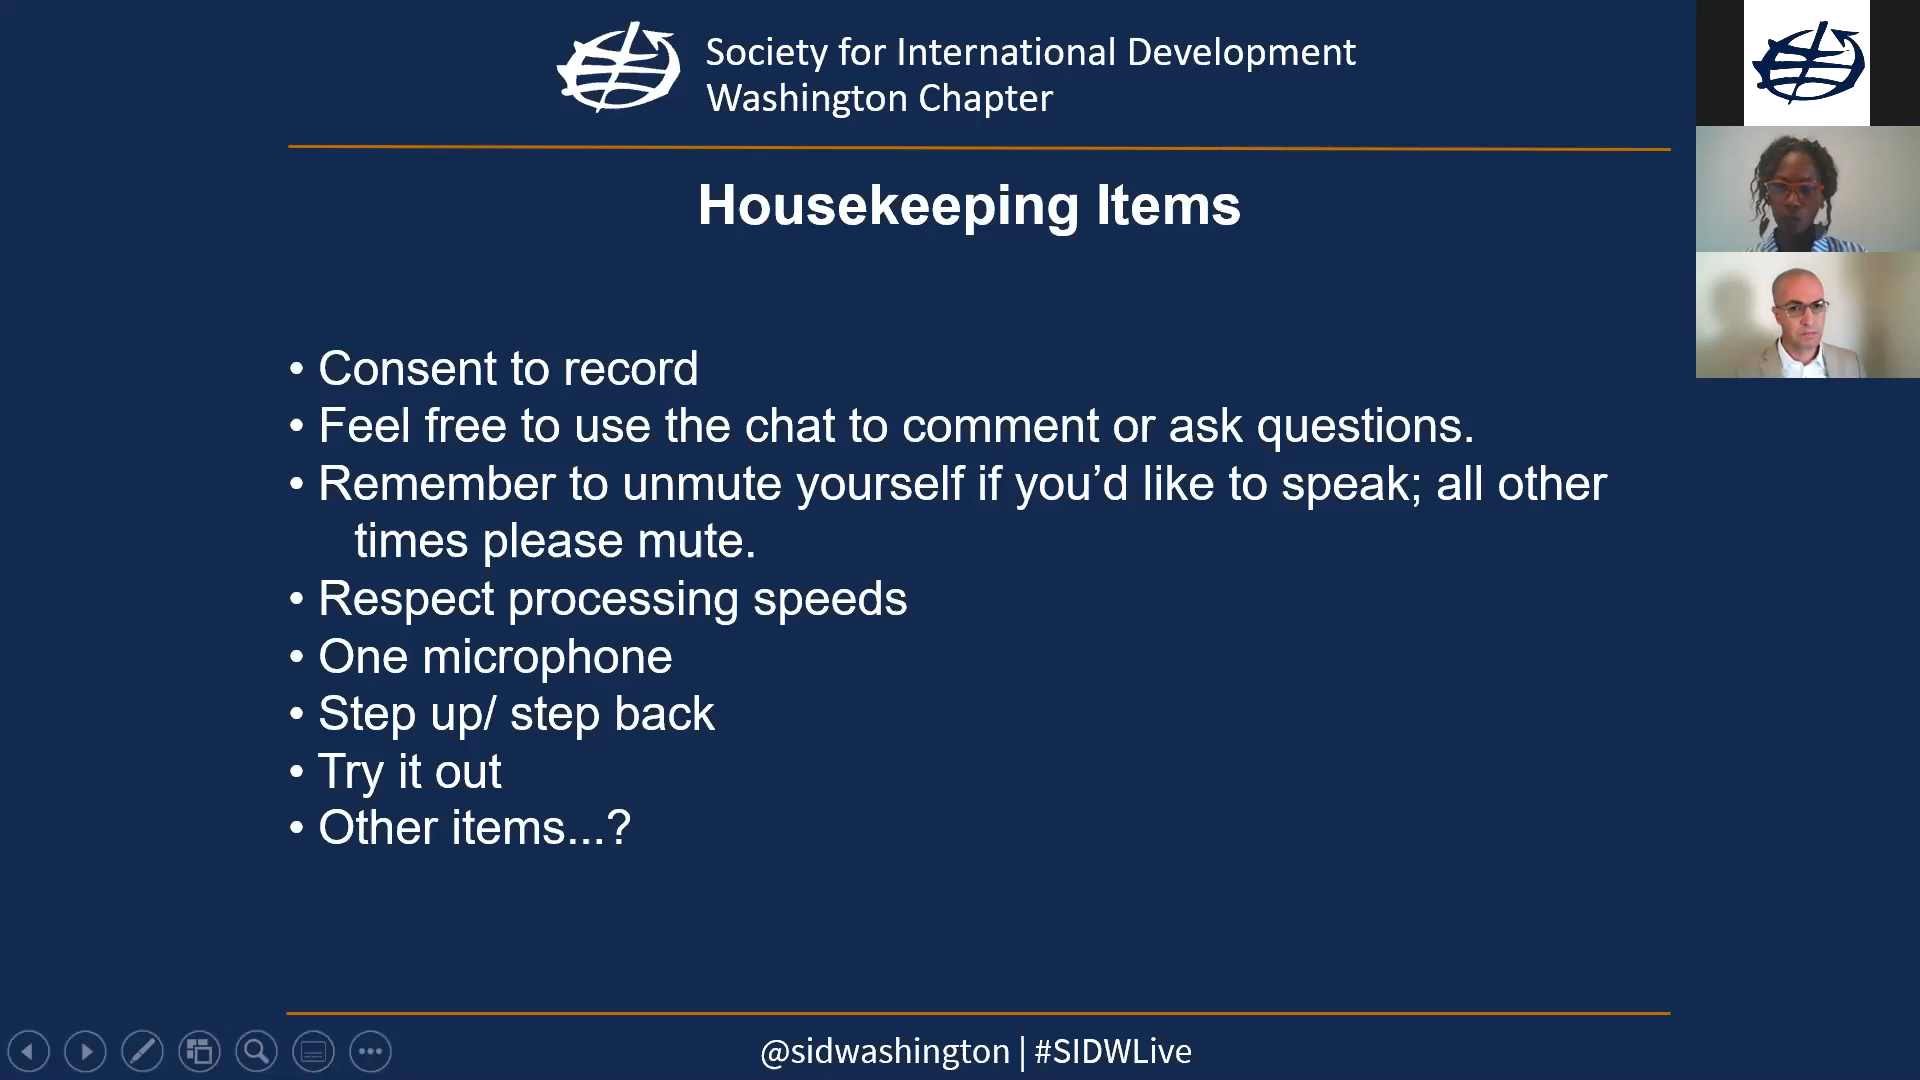 Society for International Development
Washington Chapter
Housekeeping Items
• Consent to record
• Feel free to use the chat to comment or ask questions.
• Remember to unmute yourself if you’d like to speak; all other
times please mute.
• Respect processing speeds
• One microphone
• Step up/ step back
• Try it out
• Other items...?
@sidwashington | #SIDWLive